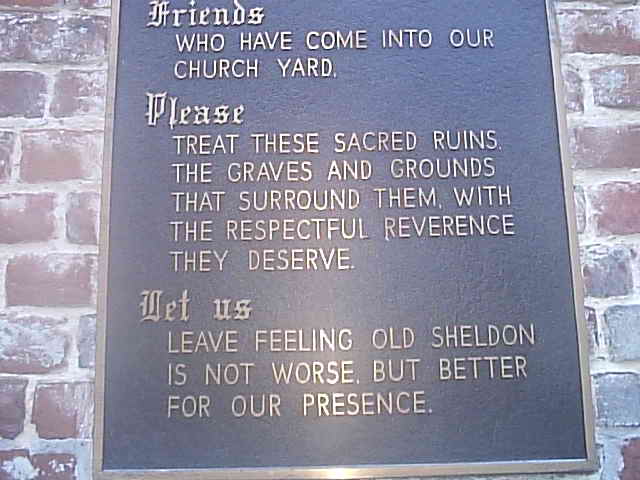 Friends
WHO HAVE COME INTO OUR
CHURCH YARD.
Please
TREAT THESE SACRED RUINS.
THE GRAVES AND GROUNDS
THAT SURROUND THEM, WITH
THE RESPECTFUL REVERENCE
THEY DESERVE.
Let us
LEAVE FEELING OLD SHELDON
IS NOT WORSE, BUT BETTER
FOR OUR PRESENCE.